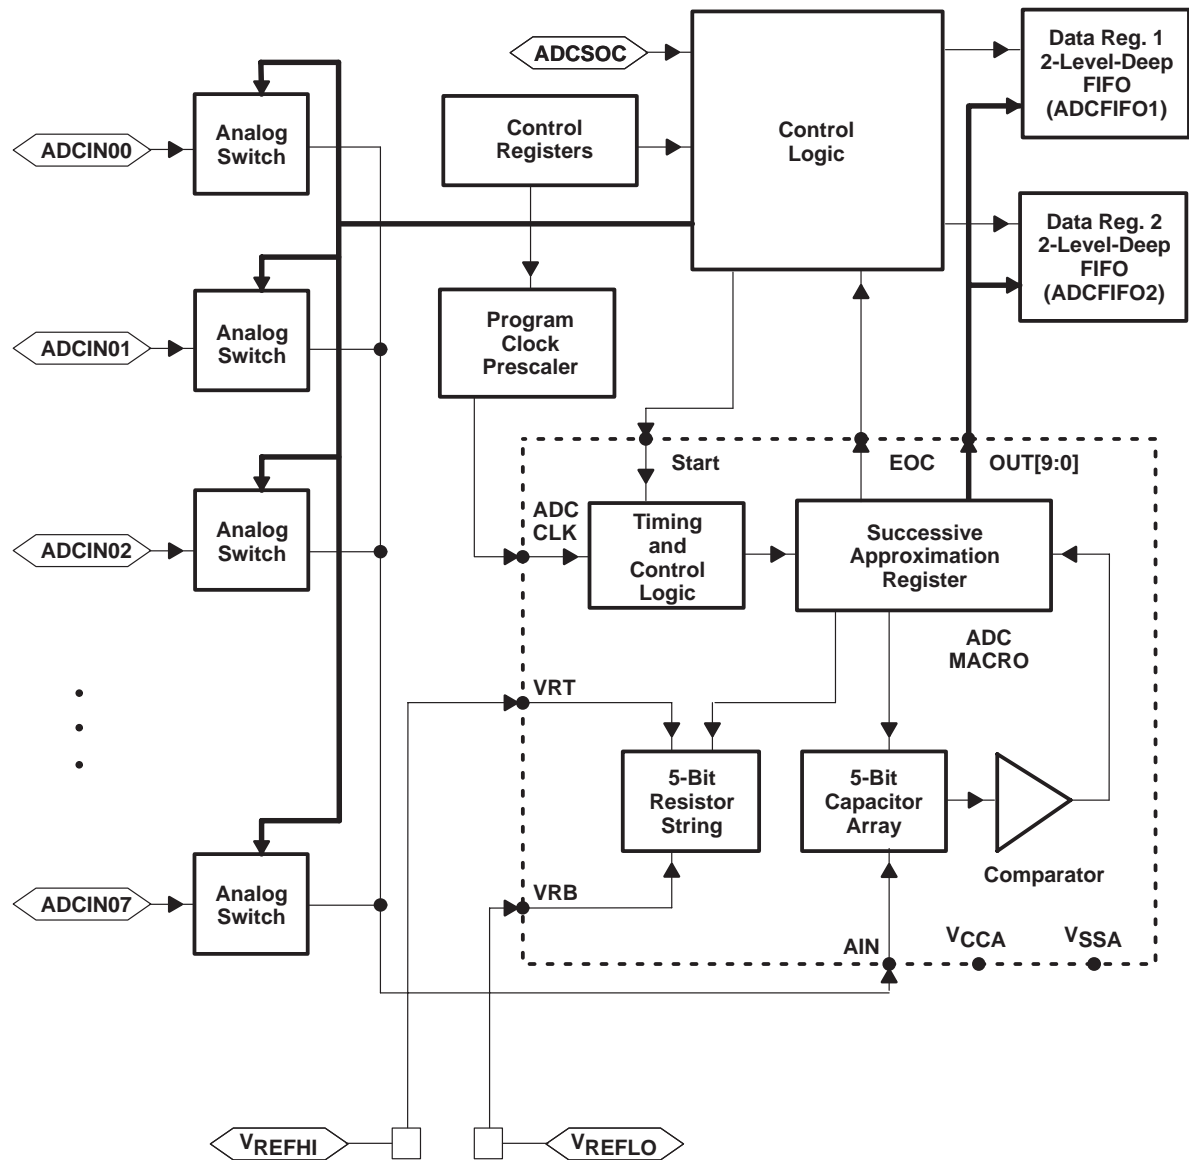 ADCSOC
Data Reg. 1
2-Level-Deep
FIFO
(ADCFIFO1)
Control
Logic
Control
Registers
ADCIN00
Analog
Switch
Data Reg. 2
2-Level-Deep
FIFO
(ADCFIFO2)
Program
Clock
Prescaler
ADCIN01
Analog
Switch
Start
EOC
OUT[9:0]
ADCIN02
Analog
Switch
ADC
CLK
Timing
and
Control
Logic
Successive
Approximation
Register
ADC
MACRO
VRT
5-Bit
Resistor
String
5-Bit
Capacitor
Array
Comparator
ADCIN07
Analog
Switch
VRB
AIN
VCCA
VSSA
VREFHI
VREFLO